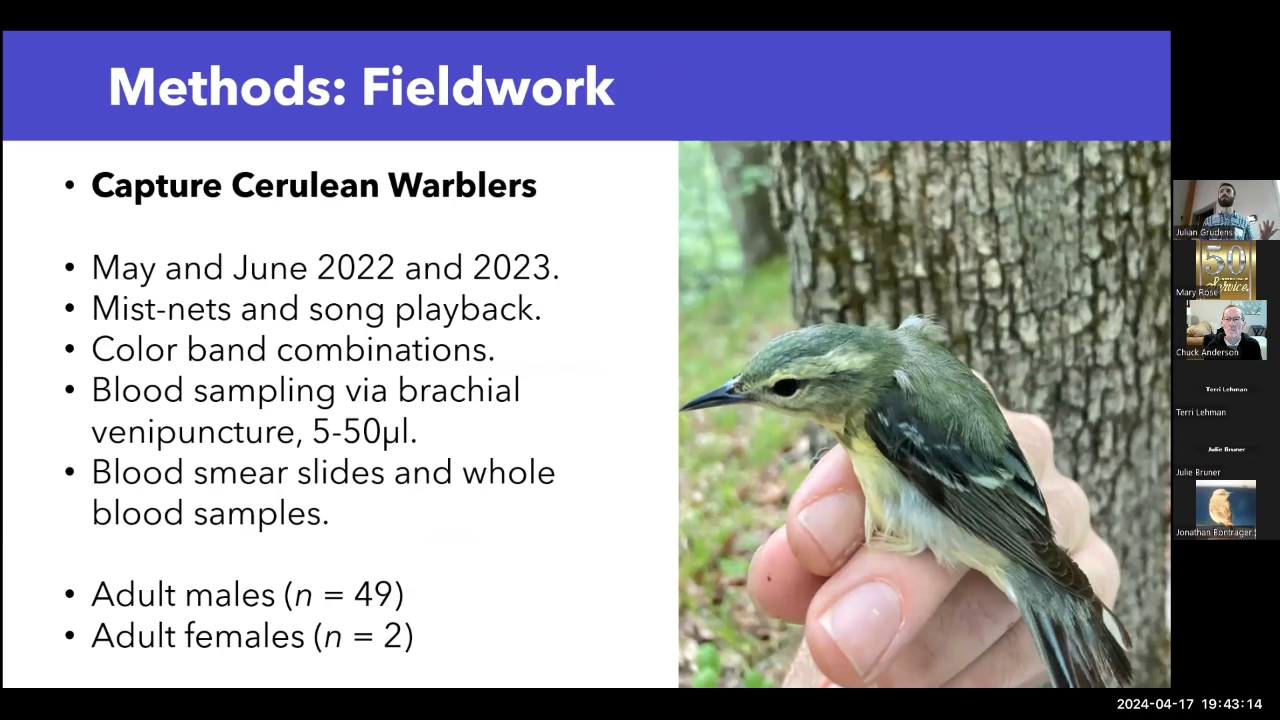 Methods: Fieldwork
• Capture Cerulean Warblers
• May and June 2022 and 2023.
• Mist-nets and song playback.
• Color band combinations.
• Blood sampling via brachial
venipuncture, 5-50µl.
• Blood smear slides and whole
blood samples.
• Adult males (n = 49)
• Adult females (n = 2)
Julian Grudens
50
Service
Mary Rose
Chuck Anderson
Terri Lehman
Terri Lehman
Julie Bruner
Julie Bruner
Jonathan Bontrager
2024-04-17 19:43:14